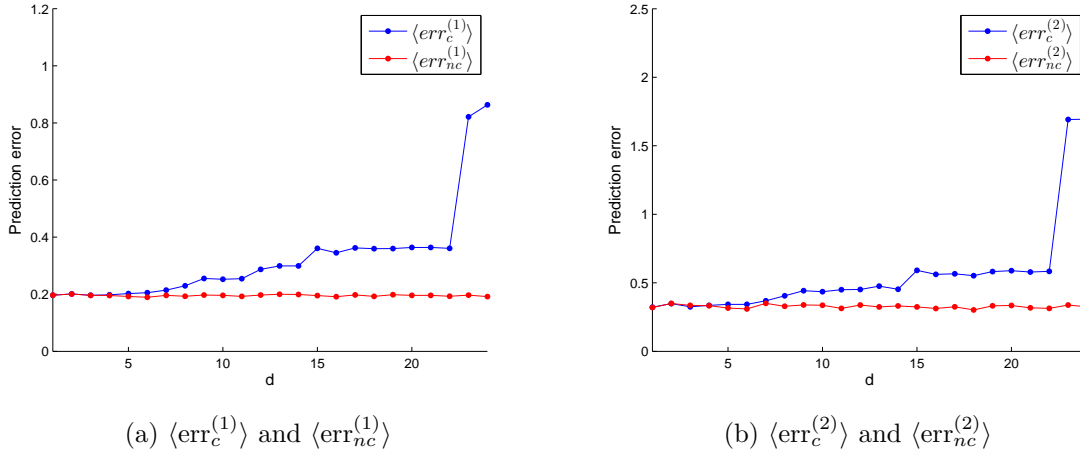 1.2
1
0.8
0.6
0.4
0.2
0
Prediction error
5 10 15 20
d
⟨err_c^(1)⟩
⟨err_nc^(1)⟩
2.5
2
1.5
1
0.5
0
Prediction error
5 10 15 20
d
⟨err_c^(2)⟩
⟨err_nc^(2)⟩
(a) ⟨err_c^(1)⟩ and ⟨err_nc^(1)⟩
(b) ⟨err_c^(2)⟩ and ⟨err_nc^(2)⟩